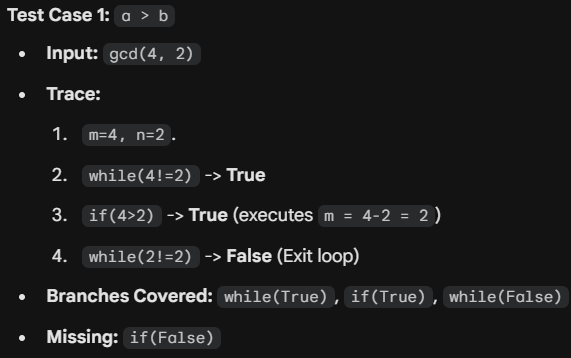 Test Case 1: a > b
• Input: gcd(4, 2)
• Trace:
1. m=4, n=2.
2. while(4!=2) -> True
3. if(4>2) -> True (executes m = 4-2 = 2)
4. while(2!=2) -> False (Exit loop)
• Branches Covered: while(True), if(True), while(False)
• Missing: if(False)